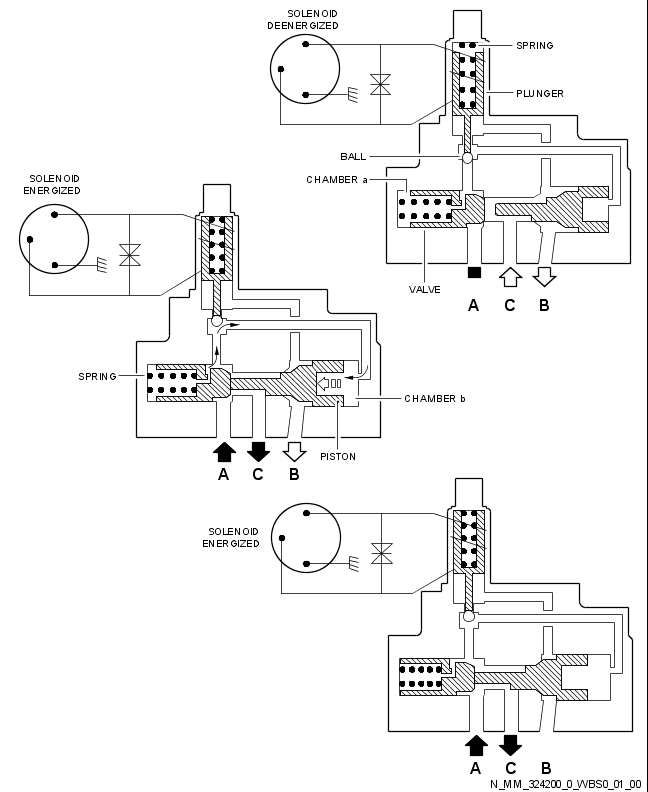 SOLENOID
DEENERGIZED
SPRING
PLUNGER
BALL
CHAMBER a
VALVE
A C B
SOLENOID
ENERGIZED
SPRING
CHAMBER b
PISTON
A C B
SOLENOID
ENERGIZED
A C B
N_MM_324200_0_WBS0_01_00